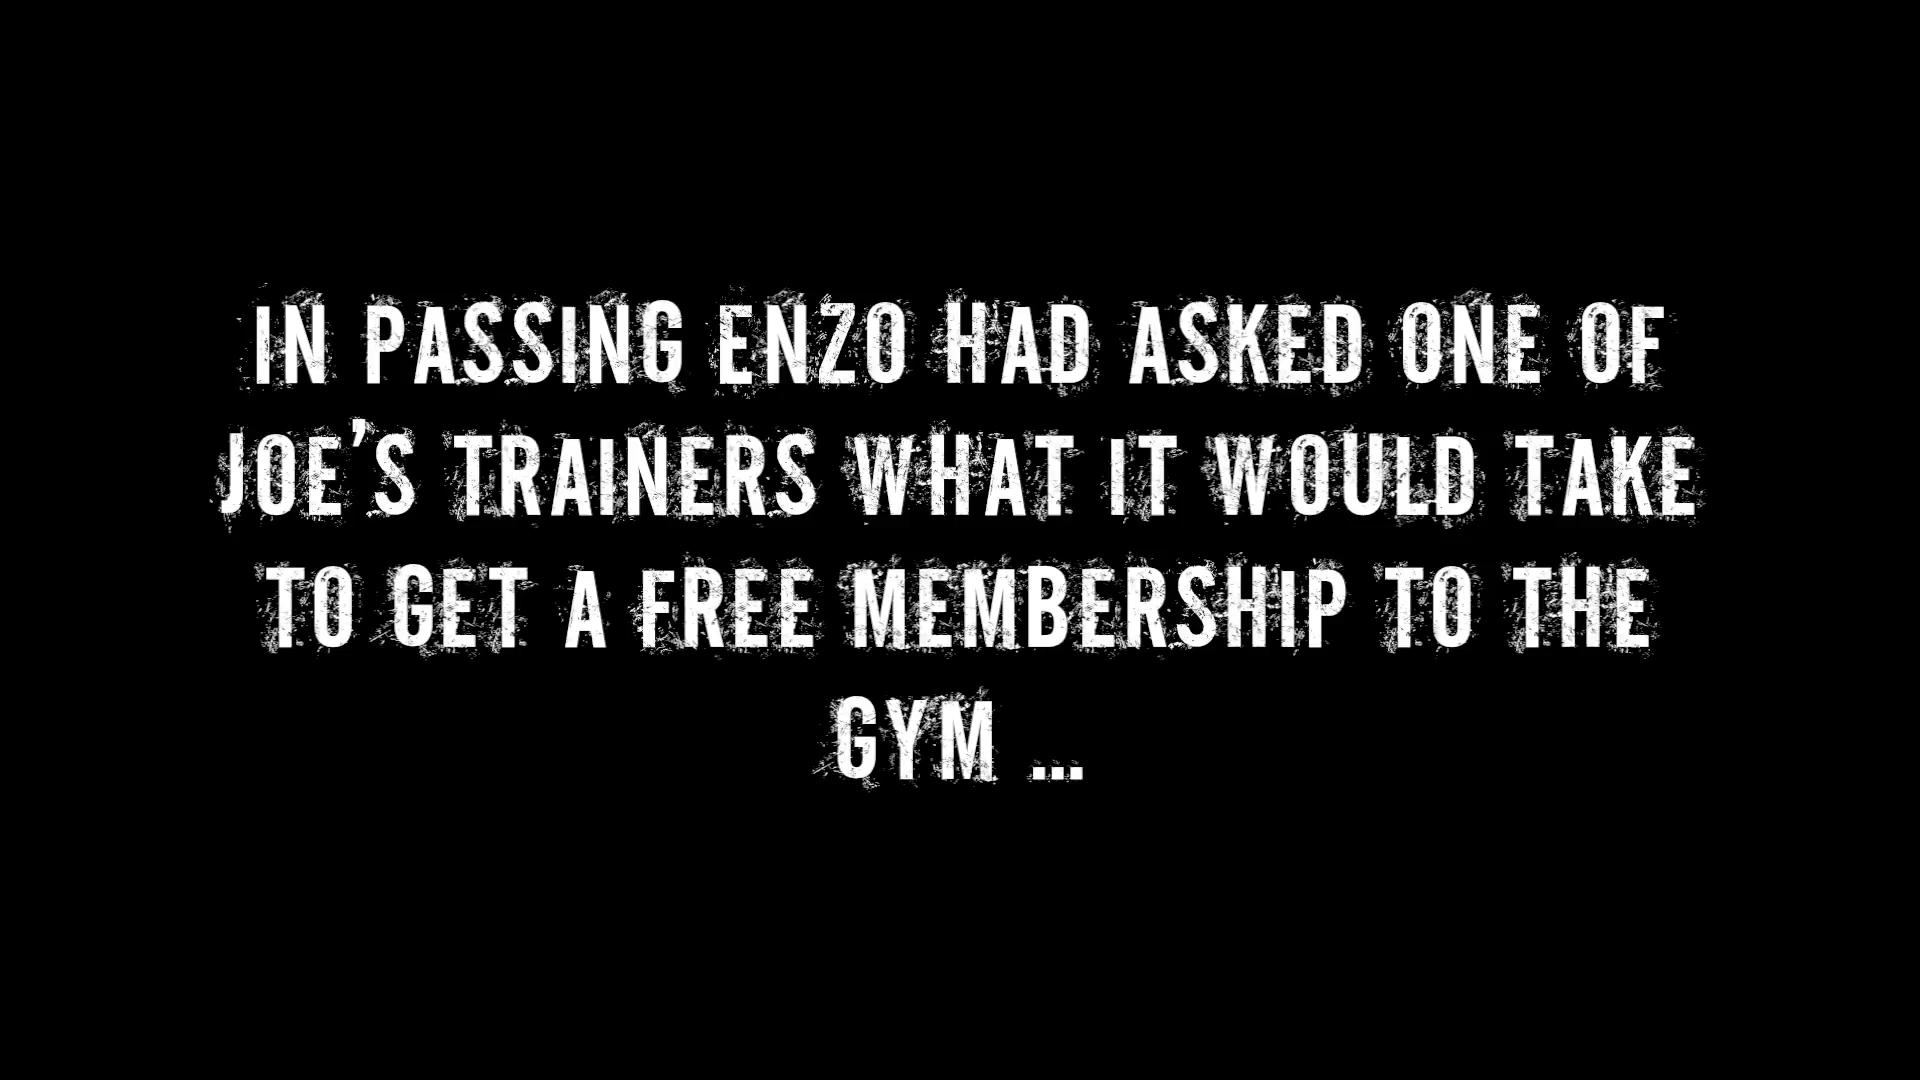 IN PASSING ENZO HAD ASKED ONE OF
JOE'S TRAINERS WHAT IT WOULD TAKE
TO GET A FREE MEMBERSHIP TO THE
GYM ...